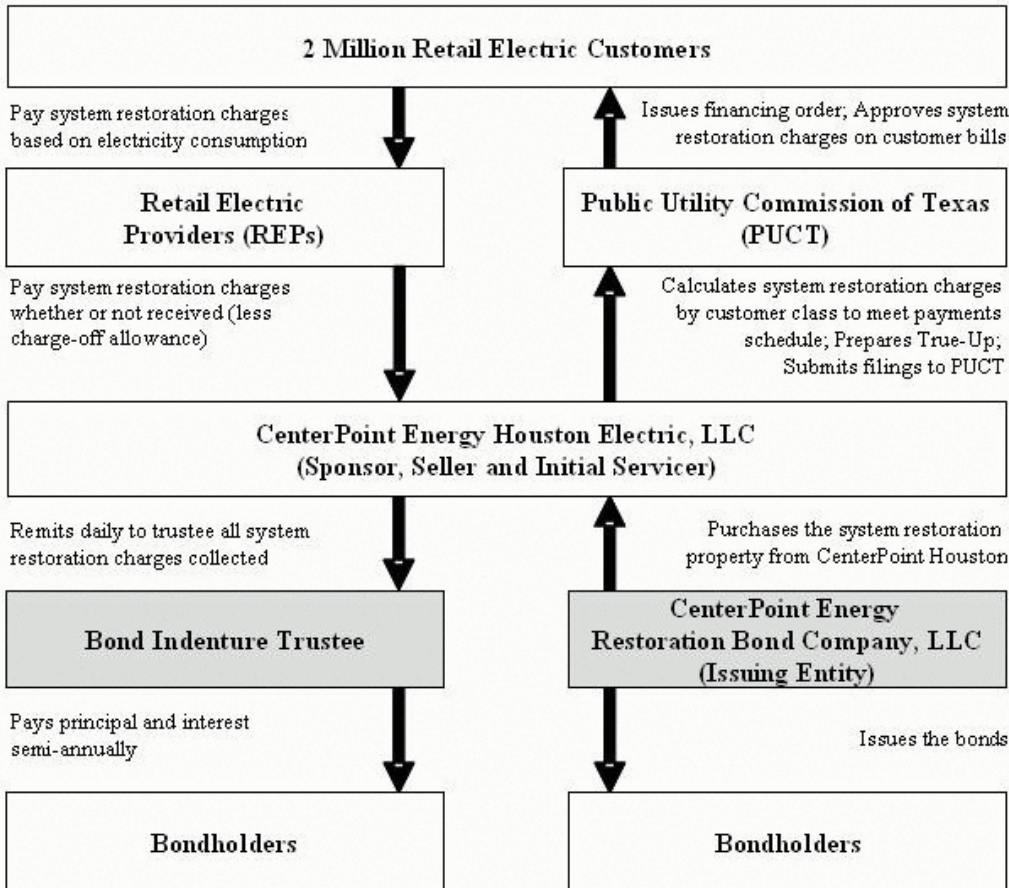 2 Million Retail Electric Customers
Pay system restoration charges
based on electricity consumption
Issues financing order; Approves system
restoration charges on customer bills
Retail Electric
Providers (REPs)
Public Utility Commission of Texas
(PUCT)
Pay system restoration charges
whether or not received (less
charge-off allowance)
Calculates system restoration charges
by customer class to meet payments
schedule; Prepares True-Up;
Submits filings to PUCT
CenterPoint Energy Houston Electric, LLC
(Sponsor, Seller and Initial Servicer)
Remits daily to trustee all system
restoration charges collected
Purchases the system restoration
property from CenterPoint Houston
Bond Indenture Trustee
CenterPoint Energy
Restoration Bond Company, LLC
(Issuing Entity)
Pays principal and interest
semi-annually
Issues the bonds
Bondholders
Bondholders